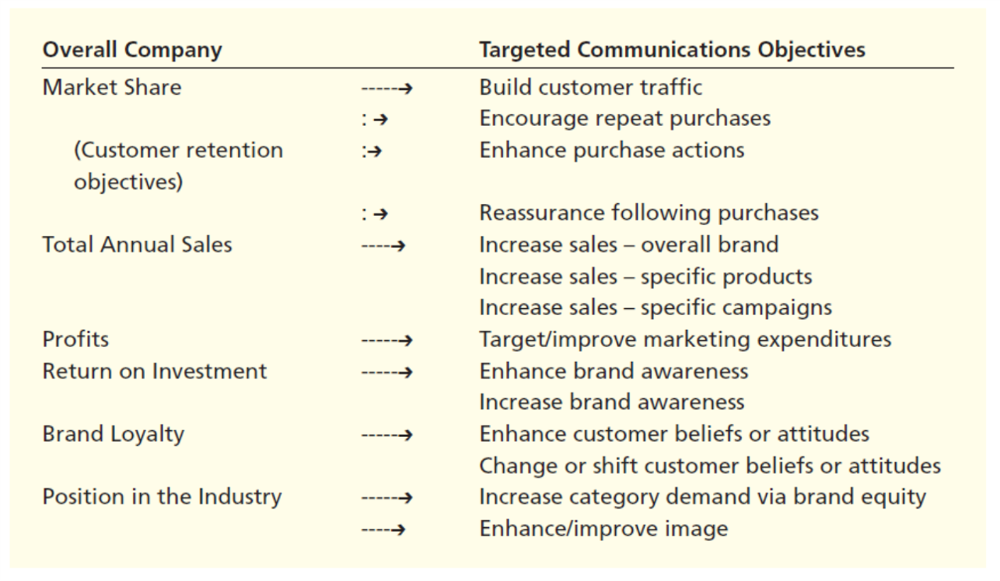 Overall Company Targeted Communications Objectives
Market Share -----➔ Build customer traffic
: ➔ Encourage repeat purchases
(Customer retention :➔ Enhance purchase actions
objectives)
: ➔ Reassurance following purchases
Total Annual Sales ----➔ Increase sales – overall brand
Increase sales – specific products
Increase sales – specific campaigns
Profits -----➔ Target/improve marketing expenditures
Return on Investment -----➔ Enhance brand awareness
Increase brand awareness
Brand Loyalty -----➔ Enhance customer beliefs or attitudes
Change or shift customer beliefs or attitudes
Position in the Industry -----➔ Increase category demand via brand equity
----➔ Enhance/improve image